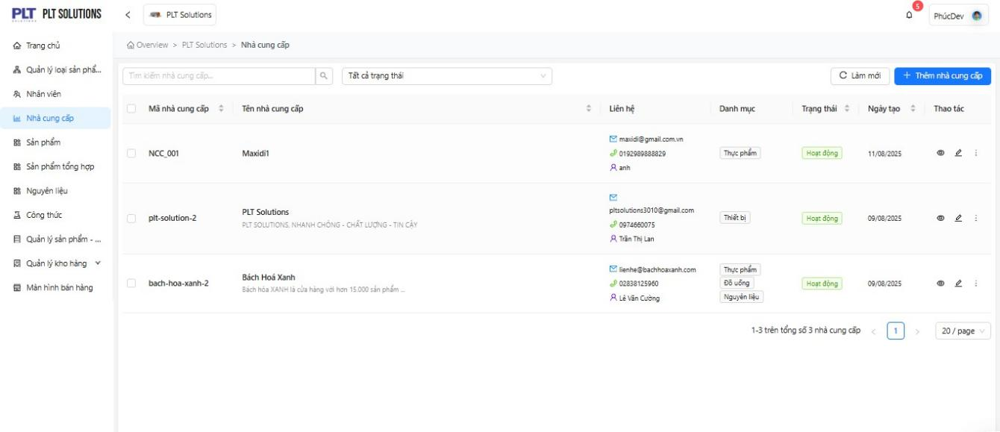 PLT SOLUTIONS
PLT SOLUTIONS
PLT Solutions
5
PhúcDev
Trang chủ
Quản lý loại sản phẩ...
Nhân viên
Nhà cung cấp
Sản phẩm
Sản phẩm tổng hợp
Nguyên liệu
Công thức
Quản lý sản phẩm - ...
Quản lý kho hàng
Màn hình bán hàng
Overview > PLT Solutions > Nhà cung cấp
Tìm kiếm nhà cung cấp...
Tất cả trạng thái
Làm mới
+ Thêm nhà cung cấp
Mã nhà cung cấp Tên nhà cung cấp Liên hệ Danh mục Trạng thái Ngày tạo Thao tác
NCC_001
Maxidi1
maxidi@gmail.com.vn
0192989888829
anh
Thực phẩm
Hoạt động
11/08/2025
plt-solution-2
PLT Solutions
PLT SOLUTIONS, NHANH CHÓNG - CHẤT LƯỢNG - TIN CẬY
pltsolutions3010@gmail.com
0974660075
Trần Thị Lan
Thiết bị
Hoạt động
09/08/2025
bach-hoa-xanh-2
Bách Hoá Xanh
Bách hóa XANH là cửa hàng với hơn 15.000 sản phẩm ...
lienhe@bachhoaxanh.com
02838125960
Lê Văn Cường
Thực phẩm
Đồ uống
Nguyên liệu
Hoạt động
09/08/2025
1-3 trên tổng số 3 nhà cung cấp < 1 > 20 / page